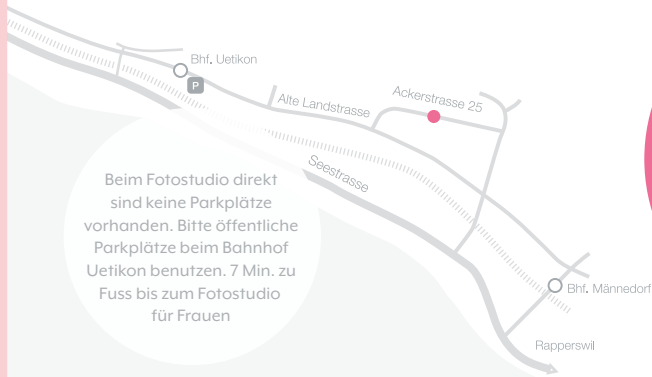 Bhf. Uetikon
P
Alte Landstrasse
Ackerstrasse 25
Seestrasse
Beim Fotostudio direkt
sind keine Parkplätze
vorhanden. Bitte öffentliche
Parkplätze beim Bahnhof
Uetikon benutzen. 7 Min. zu
Fuss bis zum Fotostudio
für Frauen
Bhf. Männedorf
Rapperswil